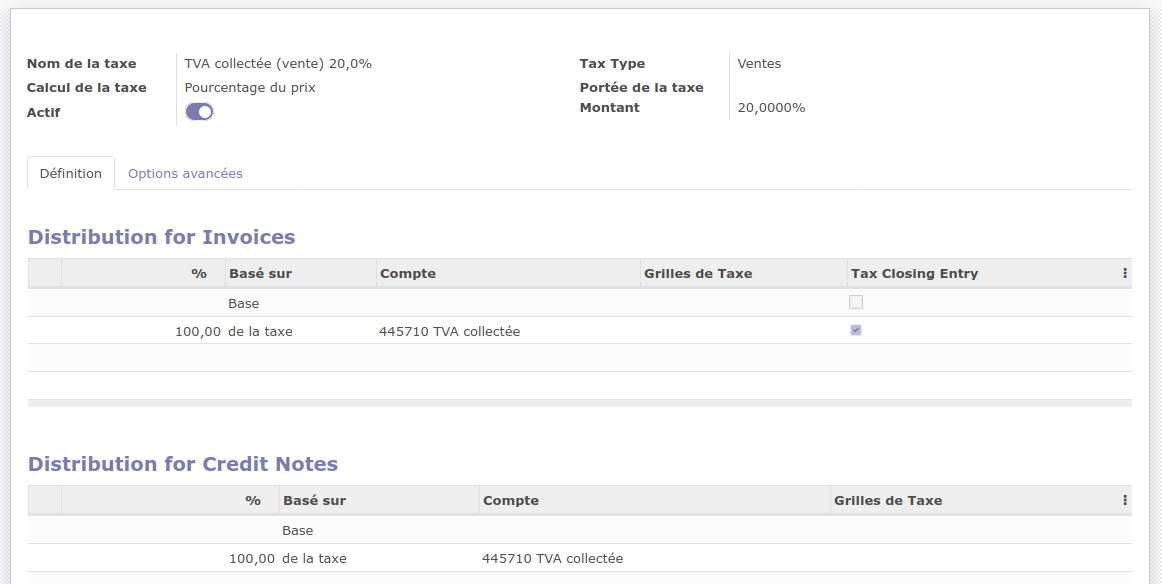 Nom de la taxe TVA collectée (vente) 20,0% Tax Type Ventes
Calcul de la taxe Pourcentage du prix Portée de la taxe
Actif Montant 20,0000%
Définition Options avancées
Distribution for Invoices
% Basé sur Compte Grilles de Taxe Tax Closing Entry
Base
100,00 de la taxe 445710 TVA collectée
Distribution for Credit Notes
% Basé sur Compte Grilles de Taxe
Base
100,00 de la taxe 445710 TVA collectée